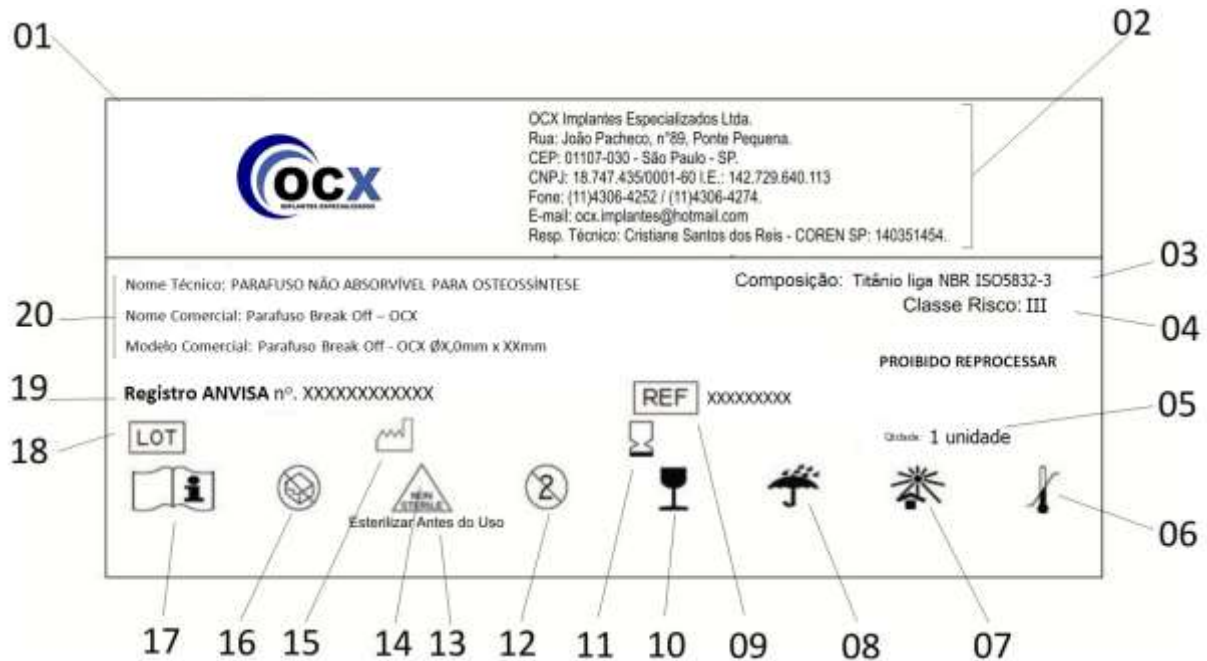 01
02
OCX
IMPLANTES ESPECIALIZADOS
OCX Implantes Especializados Ltda.
Rua: João Pacheco, n°89, Ponte Pequena.
CEP: 01107-030 - São Paulo - SP.
CNPJ: 18.747.435/0001-60 I.E.: 142.729.640.113
Fone: (11)4306-4252 / (11)4306-4274.
E-mail: ocx.implantes@hotmail.com
Resp. Técnico: Cristiane Santos dos Reis - COREN SP: 140351454.
03
Composição: Titânio liga NBR ISO5832-3
Nome Técnico: PARAFUSO NÃO ABSORVÍVEL PARA OSTEOSSÍNTESE
Classe Risco: III
04
20
Nome Comercial: Parafuso Break Off – OCX
Modelo Comercial: Parafuso Break Off - OCX ØX,0mm x XXmm
PROIBIDO REPROCESSAR
19
Registro ANVISA nº. XXXXXXXXXXXX
REF XXXXXXXXX
05
18
LOT
Qtdade: 1 unidade
2
NON
STERILE
Esterilizar Antes do Uso
06
17 16 15 14 13 12 11 10 09 08 07